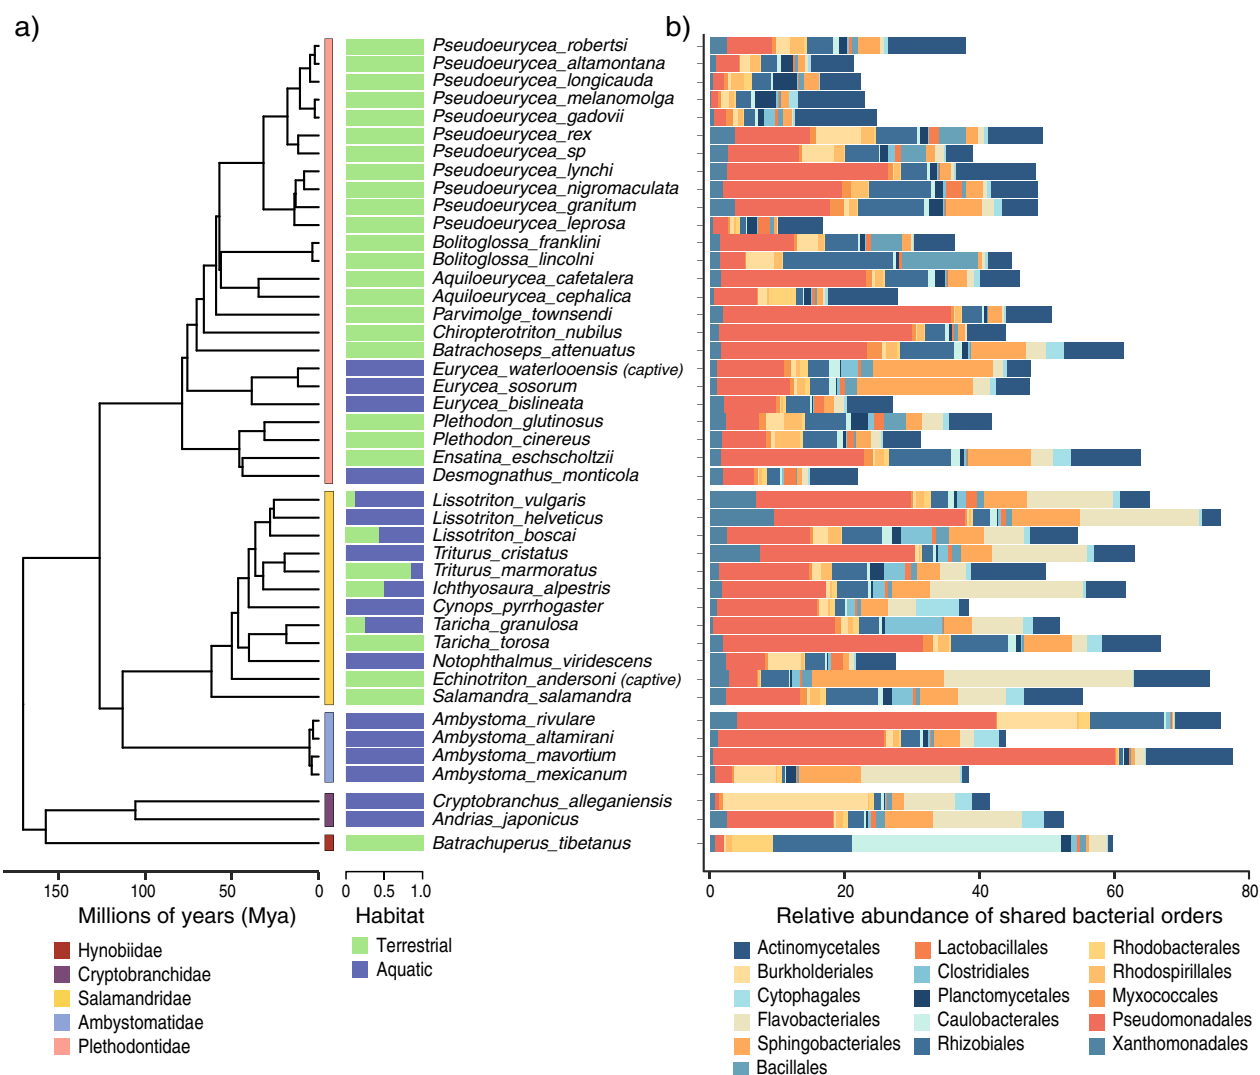 a)
b)
Pseudoeurycea_robertsi
Pseudoeurycea_altamontana
Pseudoeurycea_longicauda
Pseudoeurycea_melanomolga
Pseudoeurycea_gadovii
Pseudoeurycea_rex
Pseudoeurycea_sp
Pseudoeurycea_lynchi
Pseudoeurycea_nigromaculata
Pseudoeurycea_granitum
Pseudoeurycea_leprosa
Bolitoglossa_franklini
Bolitoglossa_lincolni
Aquiloeurycea_cafetalera
Aquiloeurycea_cephalica
Parvimolge_townsendi
Chiropterotriton_nubilus
Batrachoseps_attenuatus
Eurycea_waterlooensis (captive)
Eurycea_sosorum
Eurycea_bislineata
Plethodon_glutinosus
Plethodon_cinereus
Ensatina_eschscholtzii
Desmognathus_monticola
Lissotriton_vulgaris
Lissotriton_helveticus
Lissotriton_boscai
Triturus_cristatus
Triturus_marmoratus
Ichthyosaura_alpestris
Cynops_pyrrhogaster
Taricha_granulosa
Taricha_torosa
Notophthalmus_viridescens
Echinotriton_andersoni (captive)
Salamandra_salamandra
Ambystoma_rivulare
Ambystoma_altamirani
Ambystoma_mavortium
Ambystoma_mexicanum
Cryptobranchus_alleganiensis
Andrias_japonicus
Batrachuperus_tibetanus
150 100 50 0
Millions of years (Mya)
0 0.5 1.0
Habitat
0 20 40 60 80
Relative abundance of shared bacterial orders
Hynobiidae
Cryptobranchidae
Salamandridae
Ambystomatidae
Plethodontidae
Terrestrial
Aquatic
Actinomycetales
Burkholderiales
Cytophagales
Flavobacteriales
Sphingobacteriales
Bacillales
Lactobacillales
Clostridiales
Planctomycetales
Caulobacterales
Rhizobiales
Rhodobacterales
Rhodospirillales
Myxococcales
Pseudomonadales
Xanthomonadales